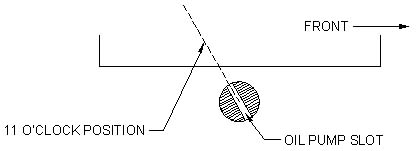 FRONT
11 O'CLOCK POSITION
OIL PUMP SLOT